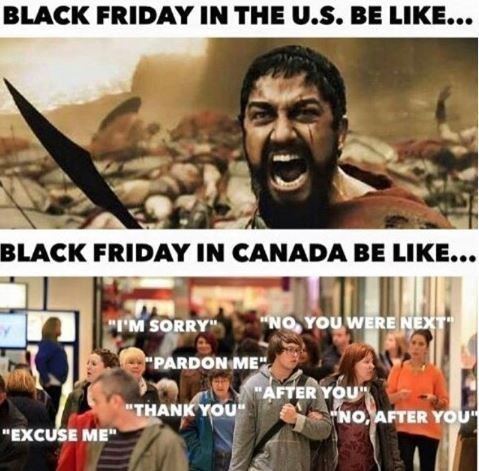 BLACK FRIDAY IN THE U.S. BE LIKE...
BLACK FRIDAY IN CANADA BE LIKE...
"I'M SORRY"
"NO, YOU WERE NEXT"
"PARDON ME"
"AFTER YOU"
"THANK YOU"
"NO, AFTER YOU"
"EXCUSE ME"